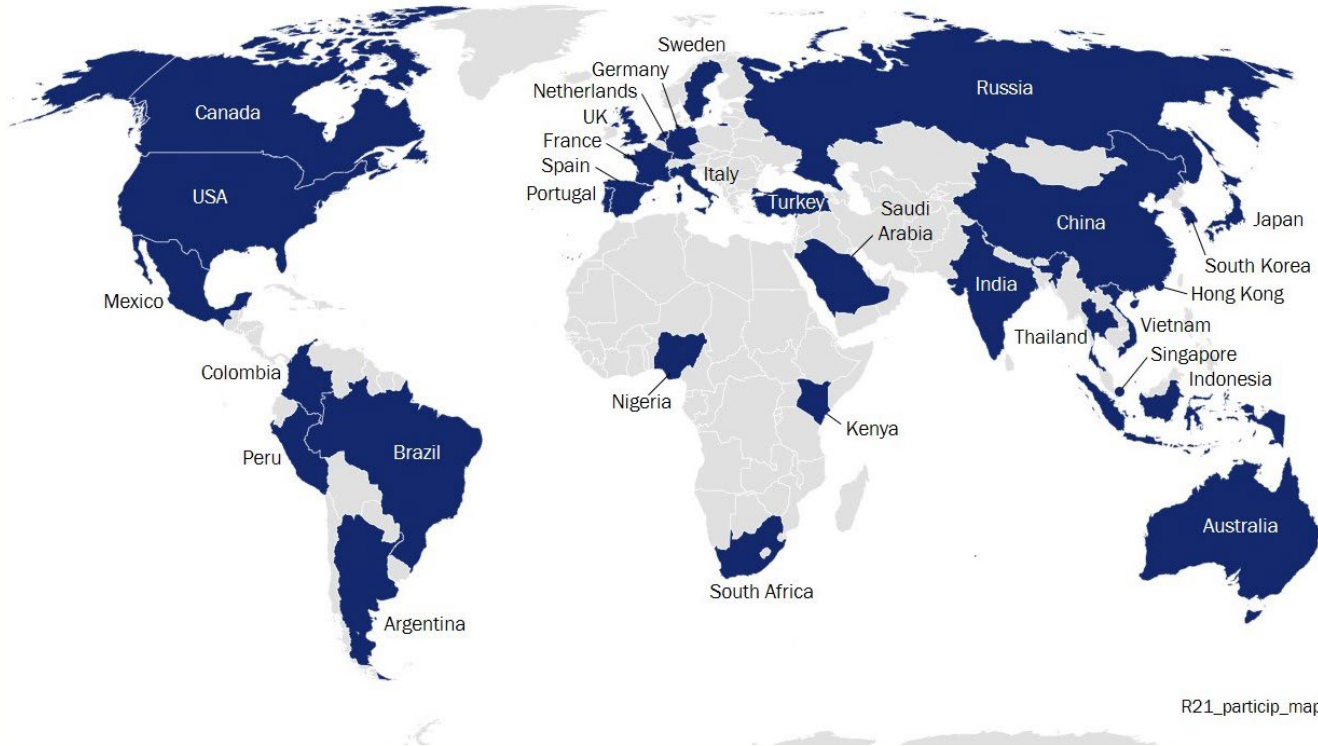 Sweden
Germany
Netherlands
UK
France
Spain
Portugal
Italy
Turkey
Saudi
Arabia
Russia
Canada
USA
Mexico
China
Japan
South Korea
Hong Kong
India
Thailand
Vietnam
Singapore
Indonesia
Colombia
Peru
Brazil
Argentina
Nigeria
Kenya
South Africa
Australia
R21_particip_map